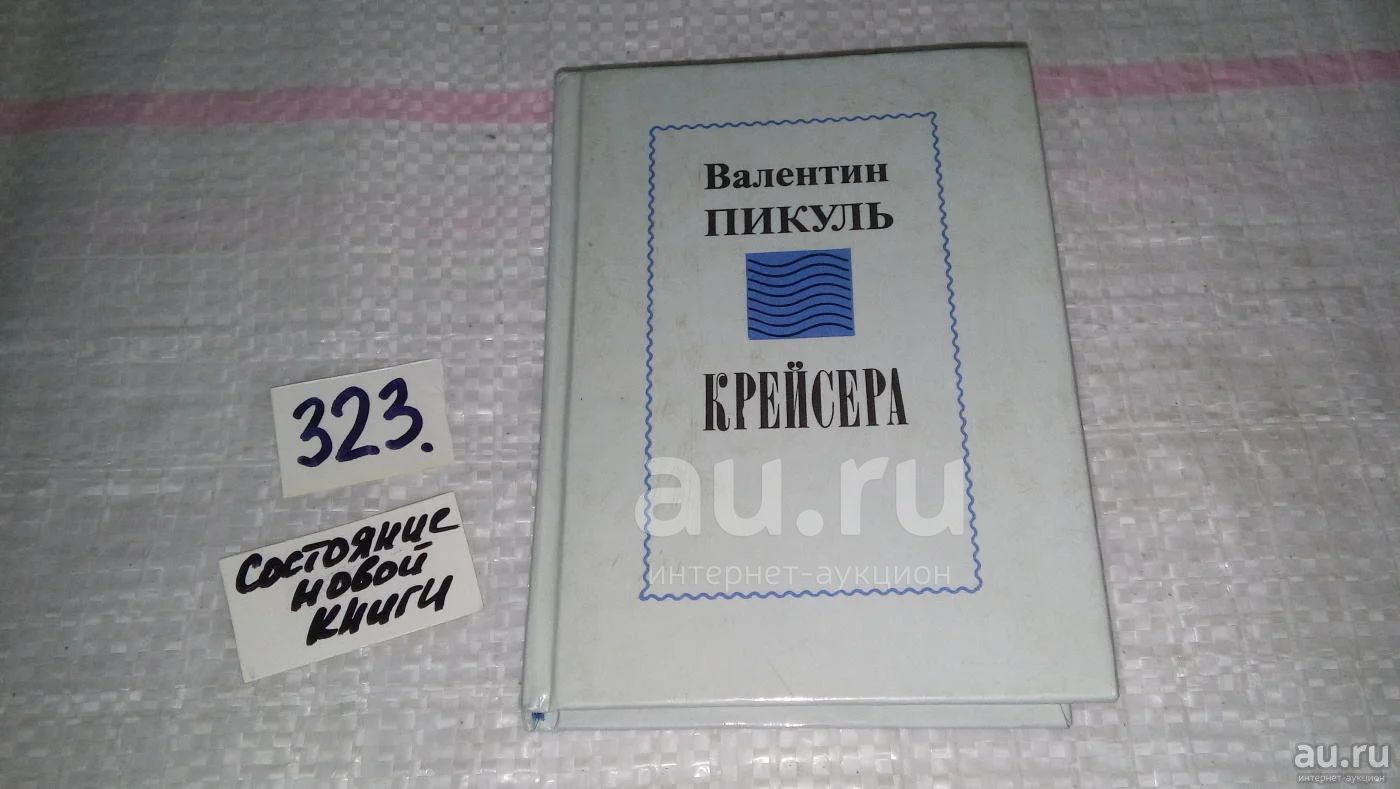 Валентин
ПИКУЛЬ
КРЕЙСЕРА
323.
Состояние
новой
книги
au.ru
интернет-аукцион
au.ru
интернет-аукцион